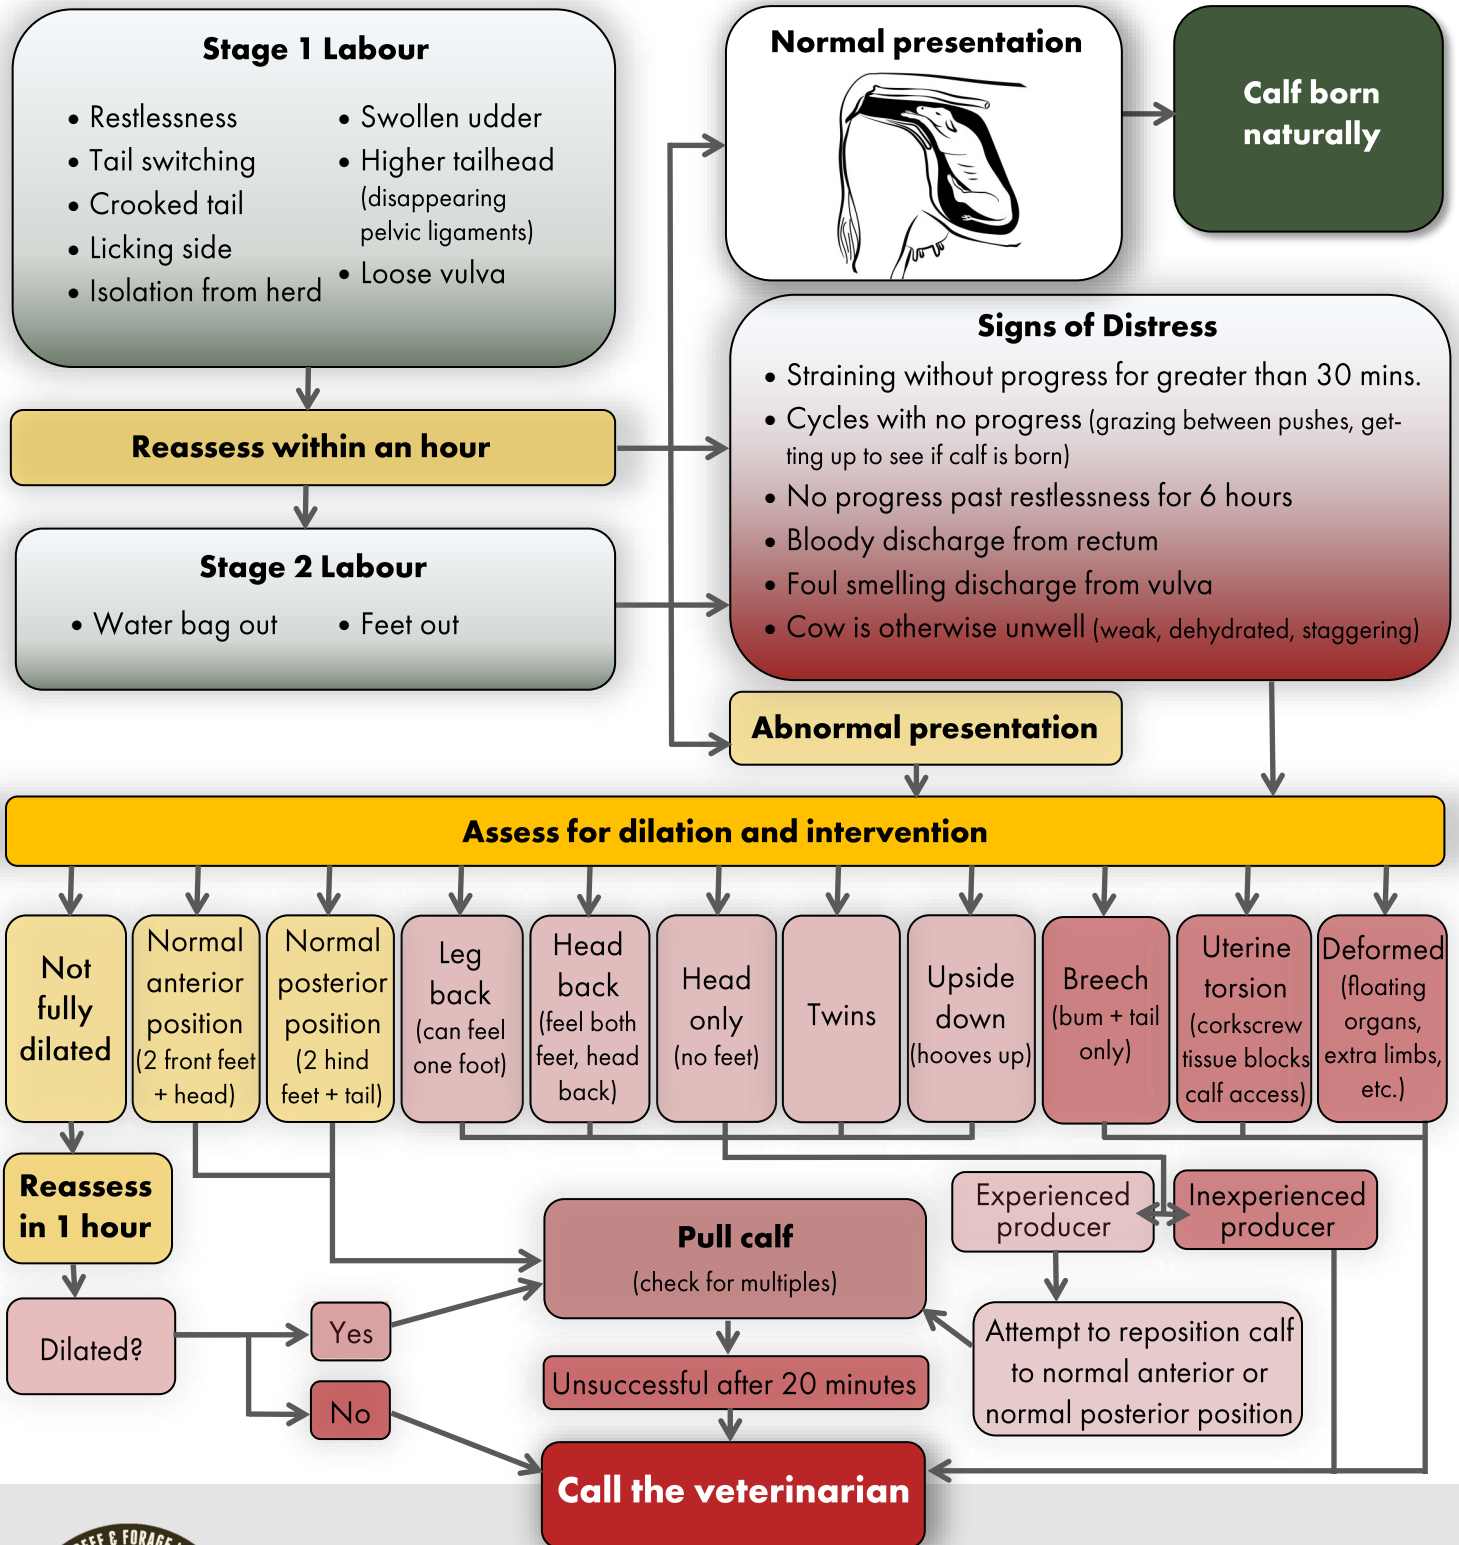 Stage 1 Labour
• Restlessness
• Tail switching
• Crooked tail
• Licking side
• Isolation from herd
• Swollen udder
• Higher tailhead
(disappearing
pelvic ligaments)
• Loose vulva
Reassess within an hour
Stage 2 Labour
• Water bag out
• Feet out
Normal presentation
Calf born
naturally
Signs of Distress
• Straining without progress for greater than 30 mins.
• Cycles with no progress (grazing between pushes, get-
ting up to see if calf is born)
• No progress past restlessness for 6 hours
• Bloody discharge from rectum
• Foul smelling discharge from vulva
• Cow is otherwise unwell (weak, dehydrated, staggering)
Abnormal presentation
Assess for dilation and intervention
Not
fully
dilated
Normal
anterior
position
(2 front feet
+ head)
Normal
posterior
position
(2 hind
feet + tail)
Leg
back
(can feel
one foot)
Head
back
(feel both
feet, head
back)
Head
only
(no feet)
Twins
Upside
down
(hooves up)
Breech
(bum + tail
only)
Uterine
torsion
(corkscrew
tissue blocks
calf access)
Deformed
(floating
organs,
extra limbs,
etc.)
Reassess
in 1 hour
Dilated?
Yes
No
Pull calf
(check for multiples)
Unsuccessful after 20 minutes
Call the veterinarian
Experienced
producer
Inexperienced
producer
Attempt to reposition calf
to normal anterior or
normal posterior position
& FORAGE